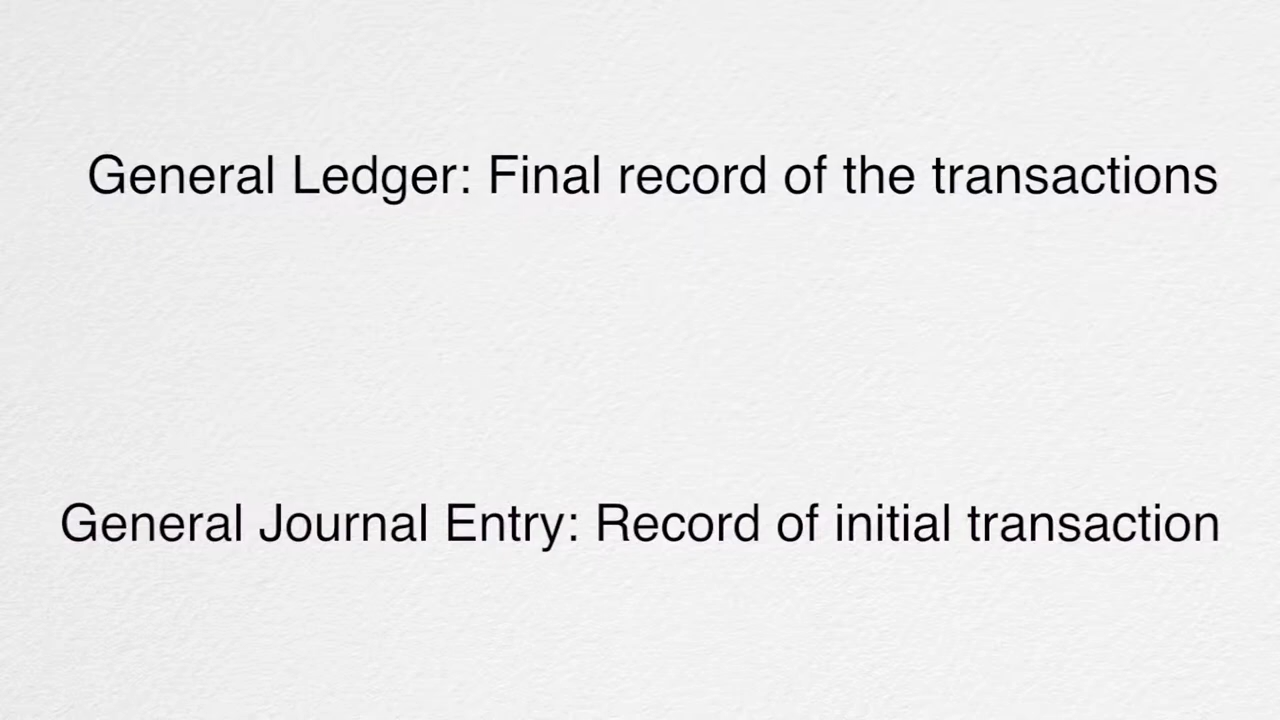 General Ledger: Final record of the transactions
General Journal Entry: Record of initial transaction